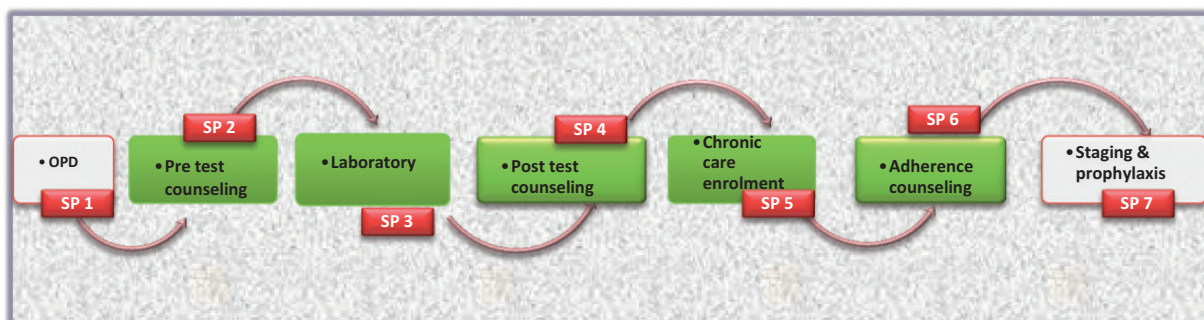 • OPD
SP 1
SP 2
• Pre test
counseling
• Laboratory
SP 3
SP 4
• Post test
counseling
• Chronic
care
enrolment
SP 5
SP 6
• Adherence
counseling
• Staging &
prophylaxis
SP 7